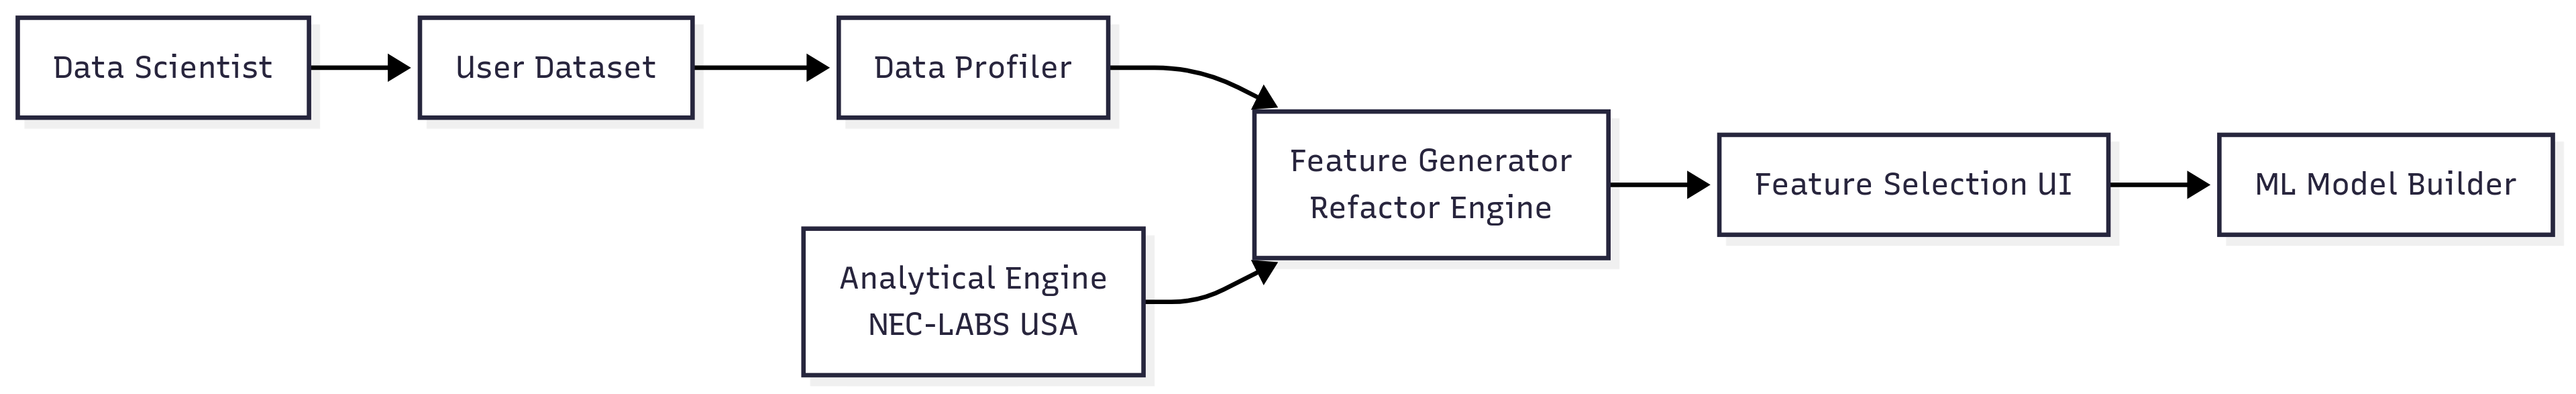 Data Scientist
User Dataset
Data Profiler
Analytical Engine
NEC-LABS USA
Feature Generator
Refactor Engine
Feature Selection UI
ML Model Builder